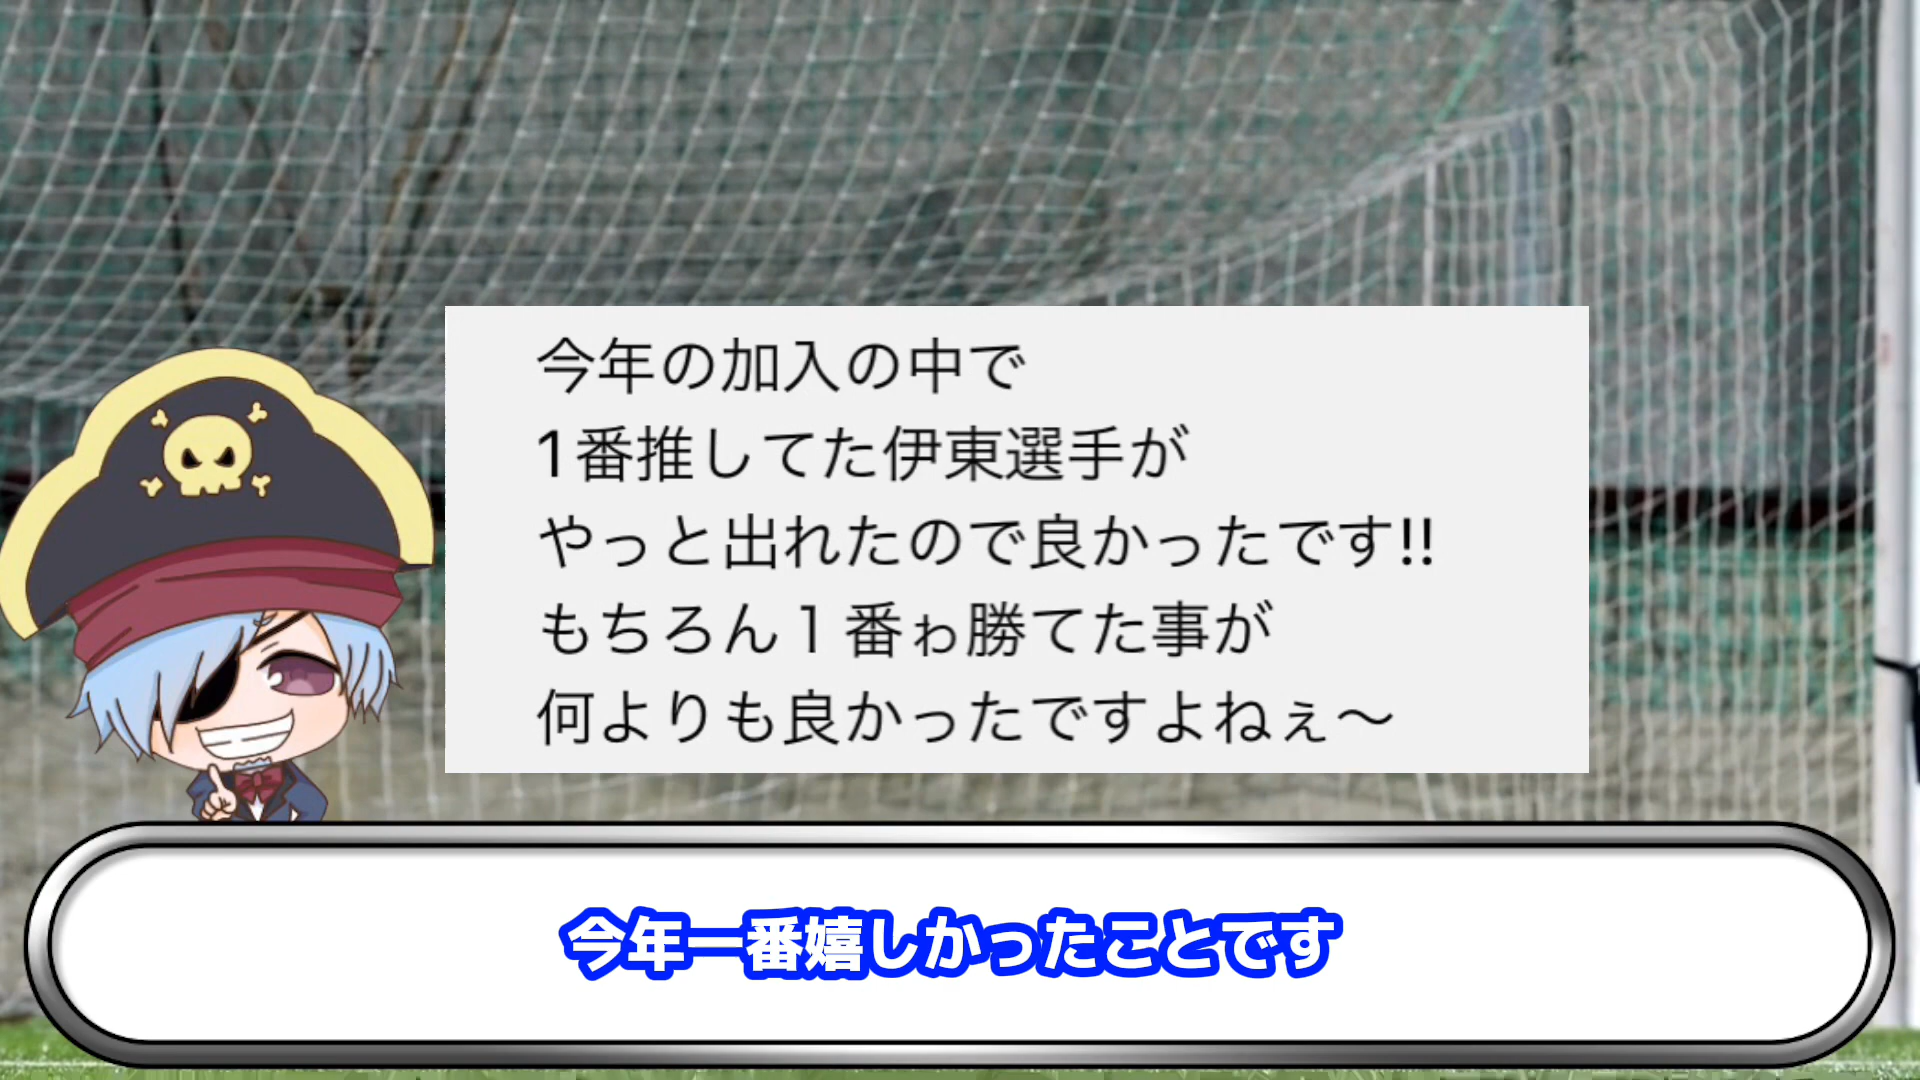 今年の加入の中で
1番推してた伊東選手が
やっと出れたので良かったです!!
もちろん１番ゎ勝てた事が
何よりも良かったですよねぇ〜
今年一番嬉しかったことです